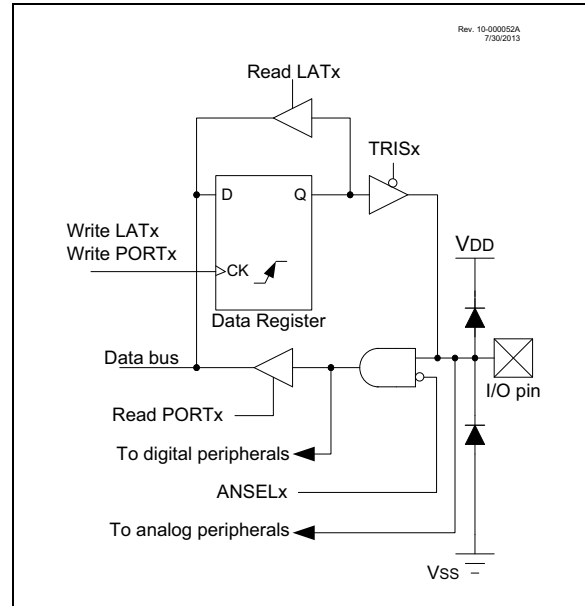 Rev. 10-000052A
7/30/2013
Read LATx
TRISx
D
Q
Write LATx
Write PORTx
CK
VDD
Data Register
Data bus
I/O pin
Read PORTx
To digital peripherals
ANSELx
To analog peripherals
VSS